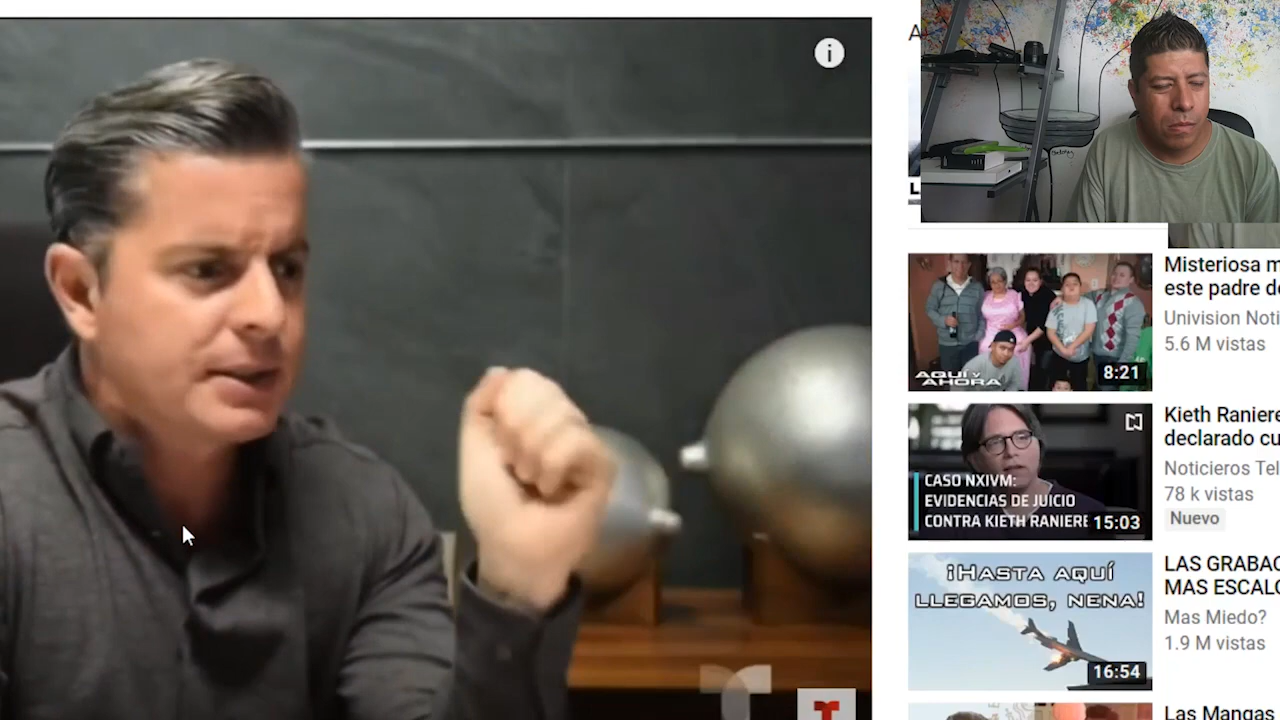 A
L
Misteriosa m
este padre de
Univision Noti
5.6 M vistas
AQUÍ Y
AHORA
8:21
Kieth Raniere
declarado cu
Noticieros Tel
78 k vistas
Nuevo
CASO NXIVM:
EVIDENCIAS DE JUICIO
CONTRA KIETH RANIERE
15:03
LAS GRABAC
MAS ESCALO
Mas Miedo?
1.9 M vistas
¡HASTA AQUÍ
LLEGAMOS, NENA!
16:54
Las Mangas